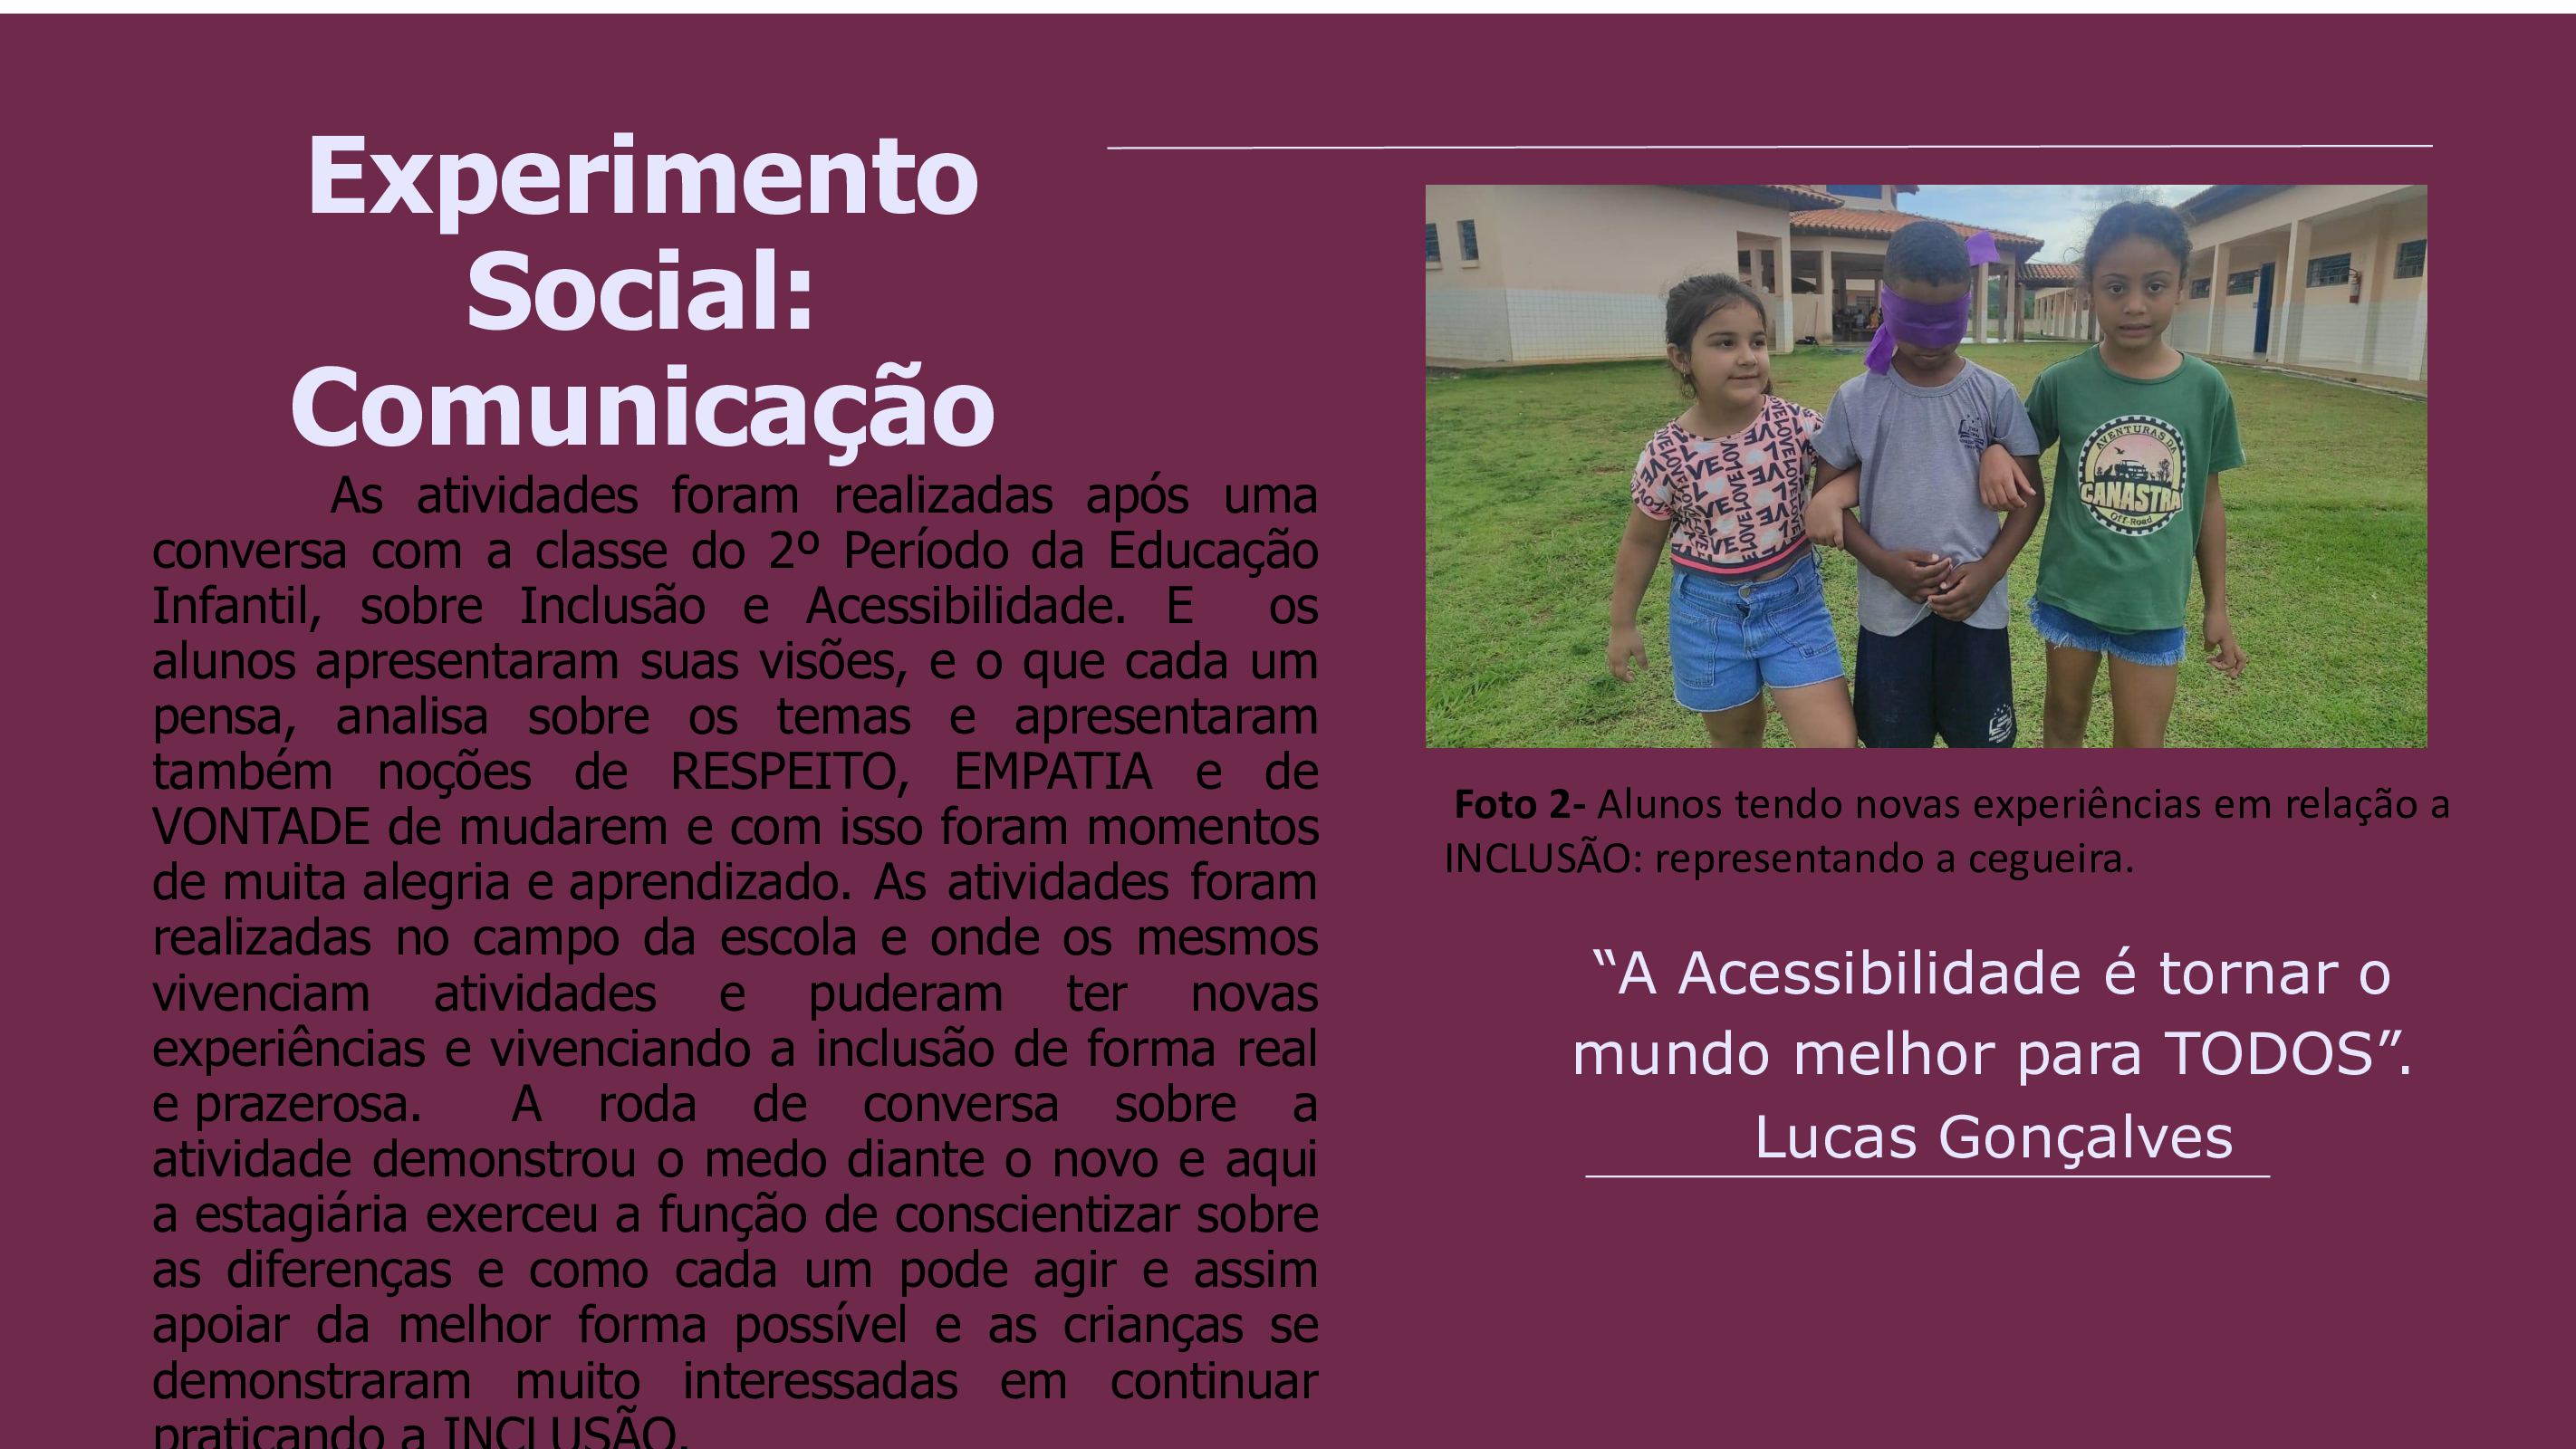 Experimento
Social:
Comunicação
As atividades foram realizadas após uma
conversa com a classe do 2º Período da Educação
Infantil, sobre Inclusão e Acessibilidade. E os
alunos apresentaram suas visões, e o que cada um
pensa, analisa sobre os temas e apresentaram
também noções de RESPEITO, EMPATIA e de
VONTADE de mudarem e com isso foram momentos
de muita alegria e aprendizado. As atividades foram
realizadas no campo da escola e onde os mesmos
vivenciam atividades e puderam ter novas
experiências e vivenciando a inclusão de forma real
e prazerosa. A roda de conversa sobre a
atividade demonstrou o medo diante o novo e aqui
a estagiária exerceu a função de conscientizar sobre
as diferenças e como cada um pode agir e assim
apoiar da melhor forma possível e as crianças se
demonstraram muito interessadas em continuar
praticando a INCLUSÃO.
AVENTURAS DA
CANASTRA
Off-Road
Foto 2- Alunos tendo novas experiências em relação a
INCLUSÃO: representando a cegueira.
“A Acessibilidade é tornar o
mundo melhor para TODOS”.
Lucas Gonçalves